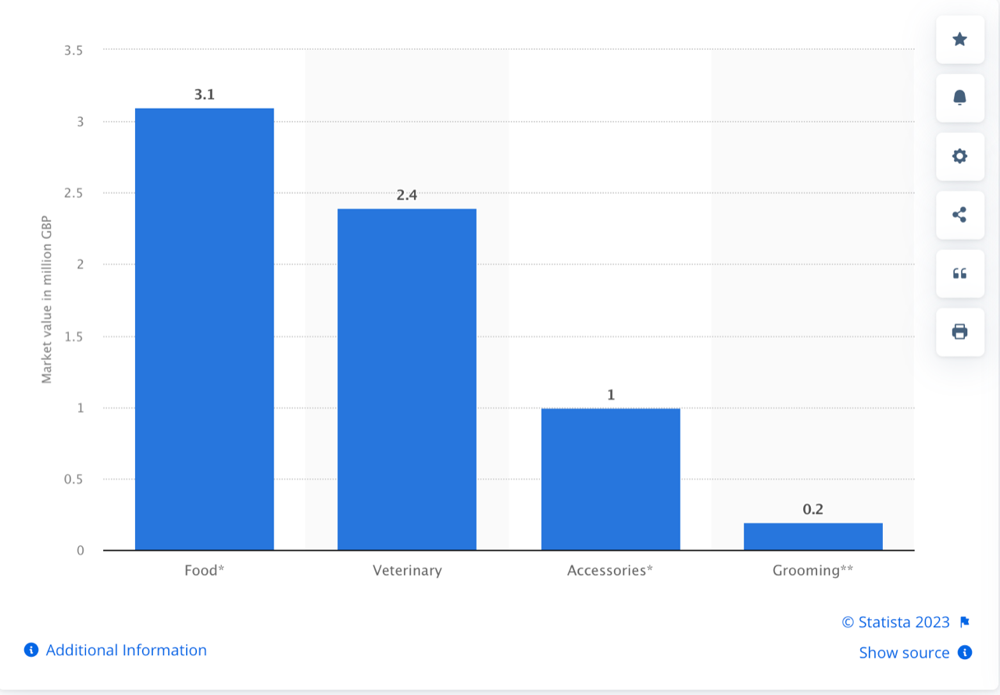 3.5
3
2.5
2
1.5
1
0.5
0
Market value in million GBP
3.1
2.4
1
0.2
Food*
Veterinary
Accessories*
Grooming**
© Statista 2023
Additional Information
Show source